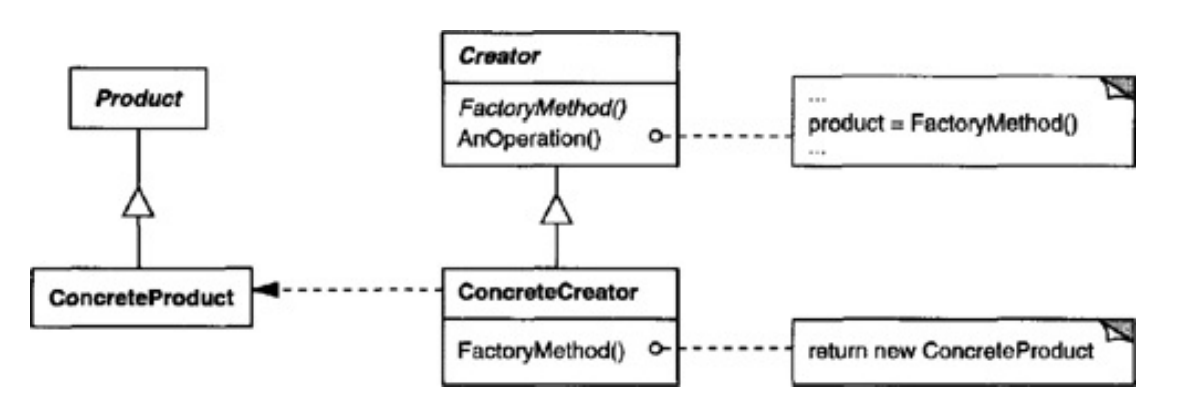 Product
ConcreteProduct
Creator
FactoryMethod()
AnOperation()
...
product = FactoryMethod()
...
ConcreteCreator
FactoryMethod()
return new ConcreteProduct